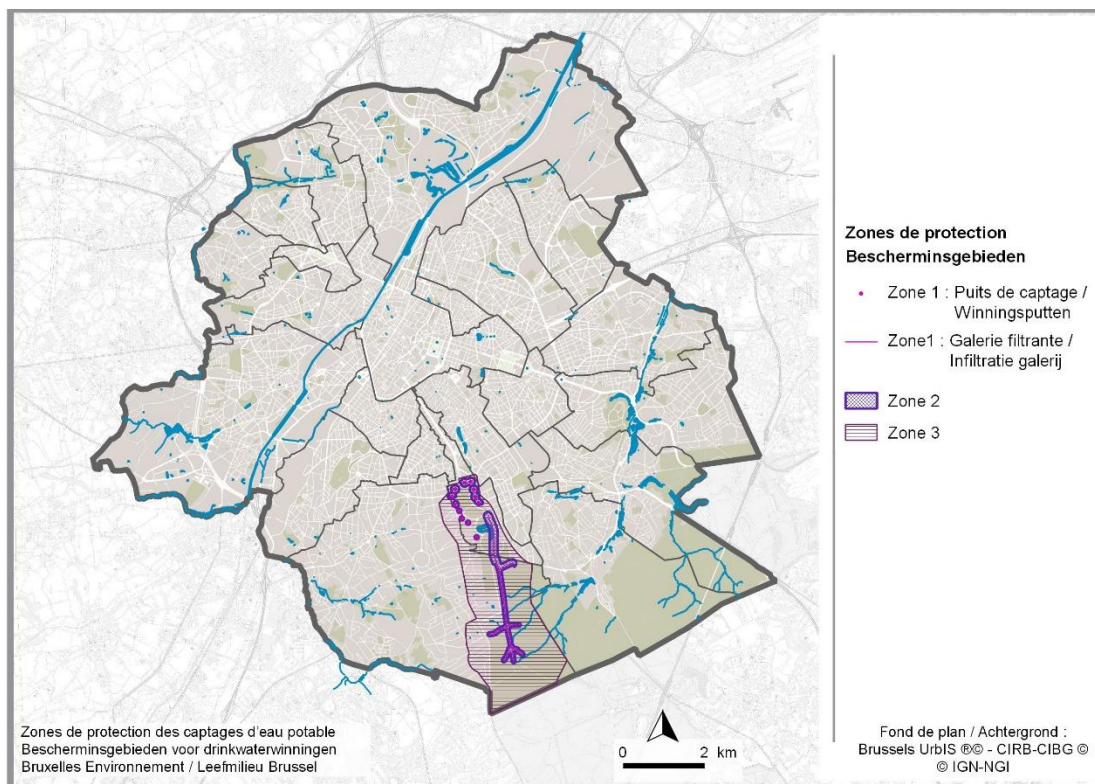 Zones de protection
Bescherminsgebieden
Zone 1 : Puits de captage /
Winningsputten
Zone1 : Galerie filtrante /
Infiltratie galerij
Zone 2
Zone 3
Zones de protection des captages d'eau potable
Bescherminsgebieden voor drinkwaterwinningen
Bruxelles Environnement / Leefmilieu Brussel
0 2 km
Fond de plan / Achtergrond :
Brussels UrbIS ®© - CIRB-CIBG ©
© IGN-NGI